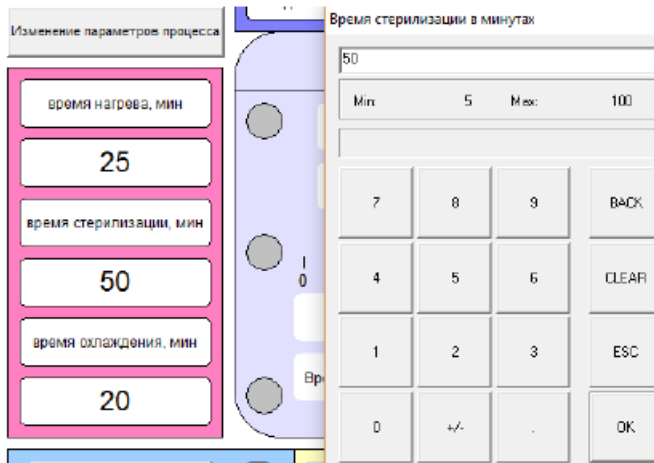 Изменение параметров процесса
время нагрева, мин
25
время стерилизации, мин
50
время охлаждения, мин
20
0
Время стерилизации в минутах
50
Min: 5 Max: 100
7 8 9 BACK
4 5 6 CLEAR
1 2 3 ESC
0 +/- . OK